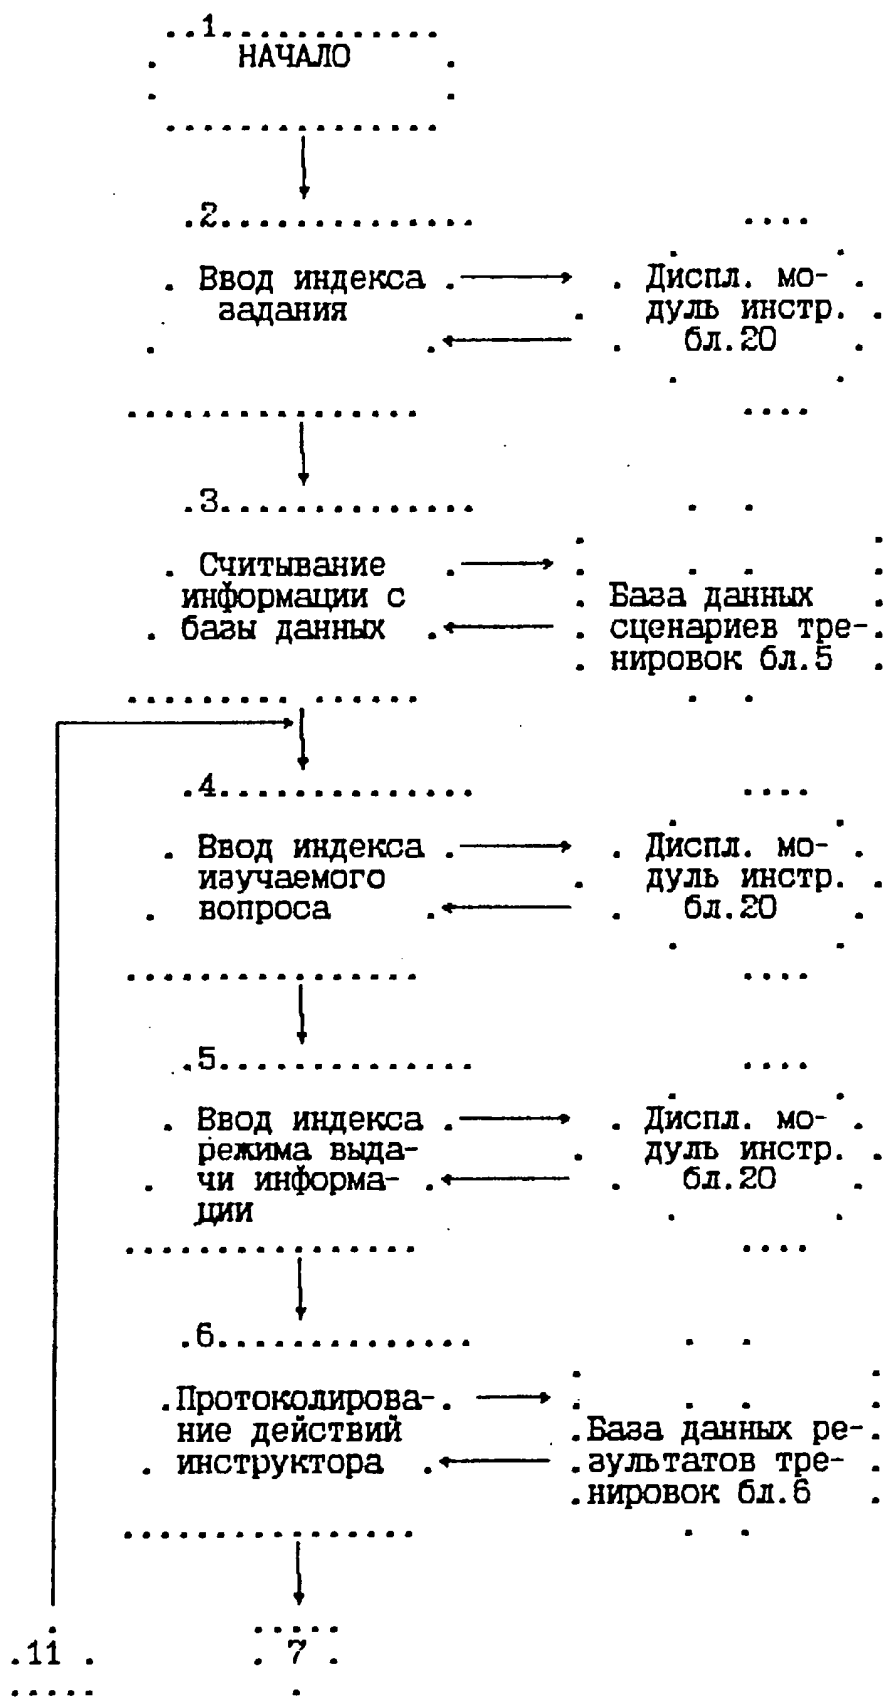 1
НАЧАЛО
2
Ввод индекса
задания
Диспл. мо-
дуль инстр.
бл.20
3
Считывание
информации с
базы данных
База данных
сценариев тре-
нировок бл.5
4
Ввод индекса
изучаемого
вопроса
Диспл. мо-
дуль инстр.
бл.20
5
Ввод индекса
режима выда-
чи информа-
ции
Диспл. мо-
дуль инстр.
бл.20
6
Протоколирова-
ние действий
инструктора
База данных ре-
зультатов тре-
нировок бл.6
11
7